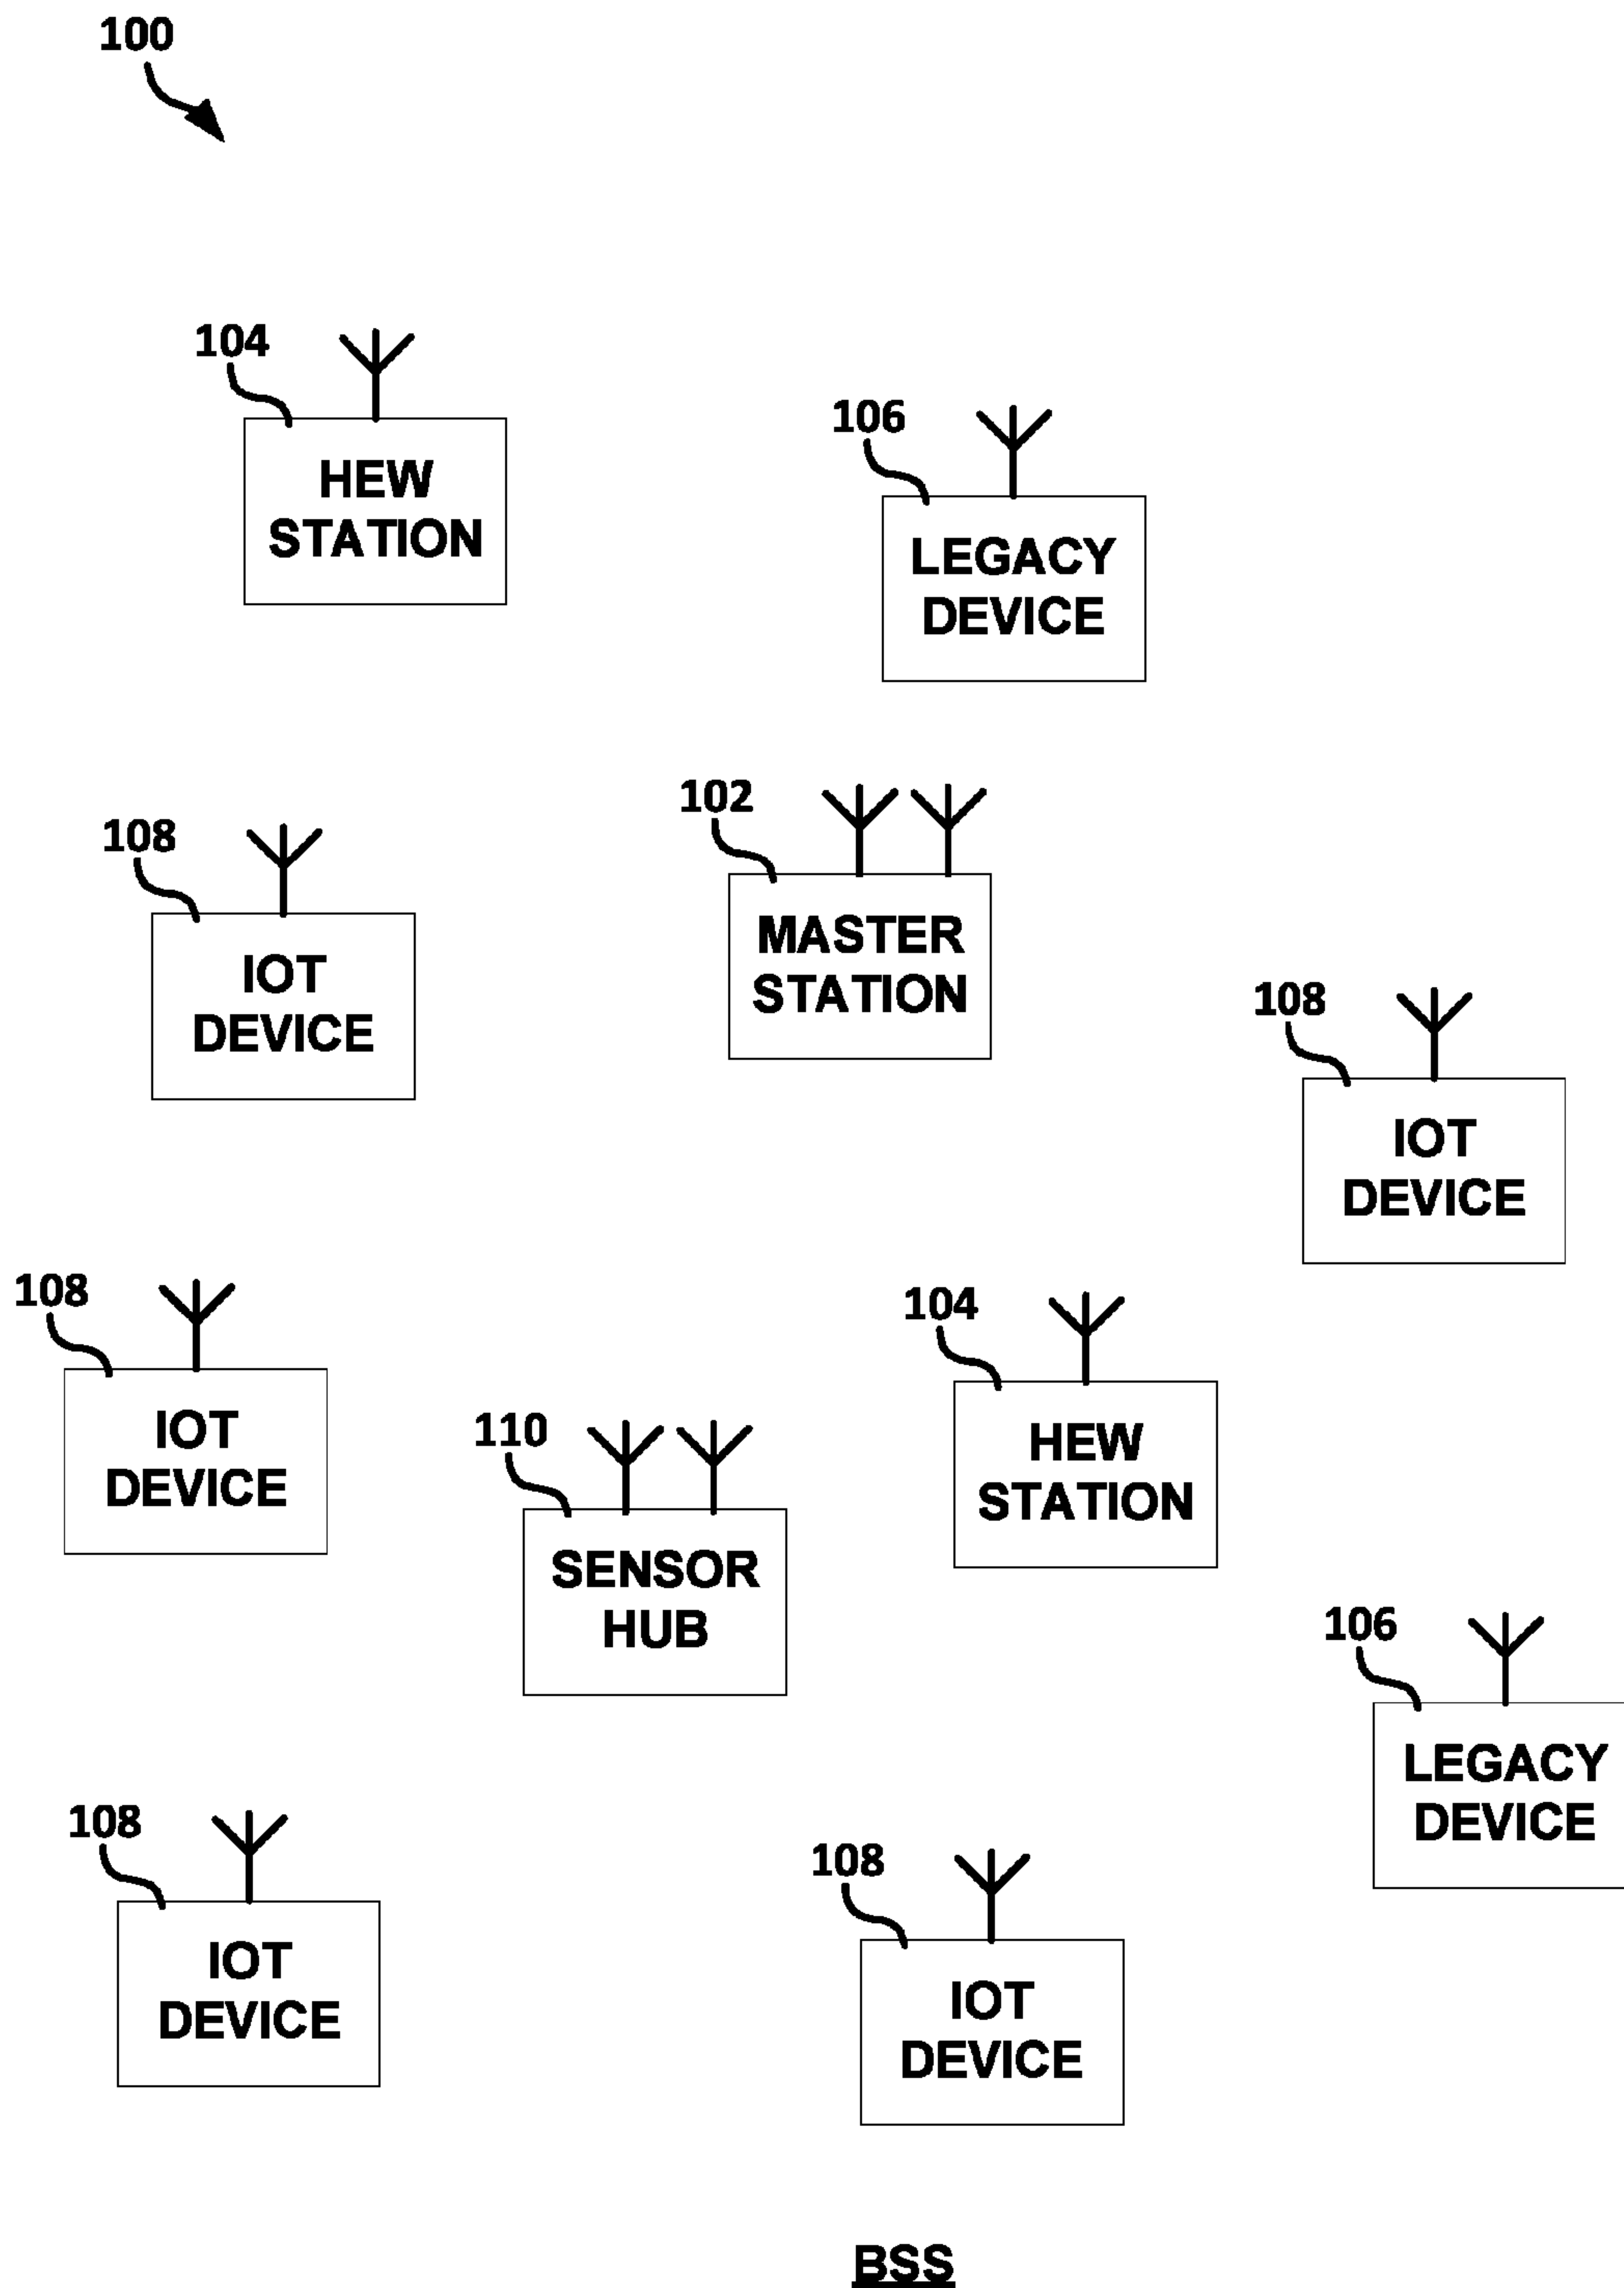 100
104
HEW
STATION
106
LEGACY
DEVICE
102
MASTER
STATION
108
IOT
DEVICE
108
IOT
DEVICE
108
IOT
DEVICE
104
HEW
STATION
110
SENSOR
HUB
106
LEGACY
DEVICE
108
IOT
DEVICE
108
IOT
DEVICE
BSS